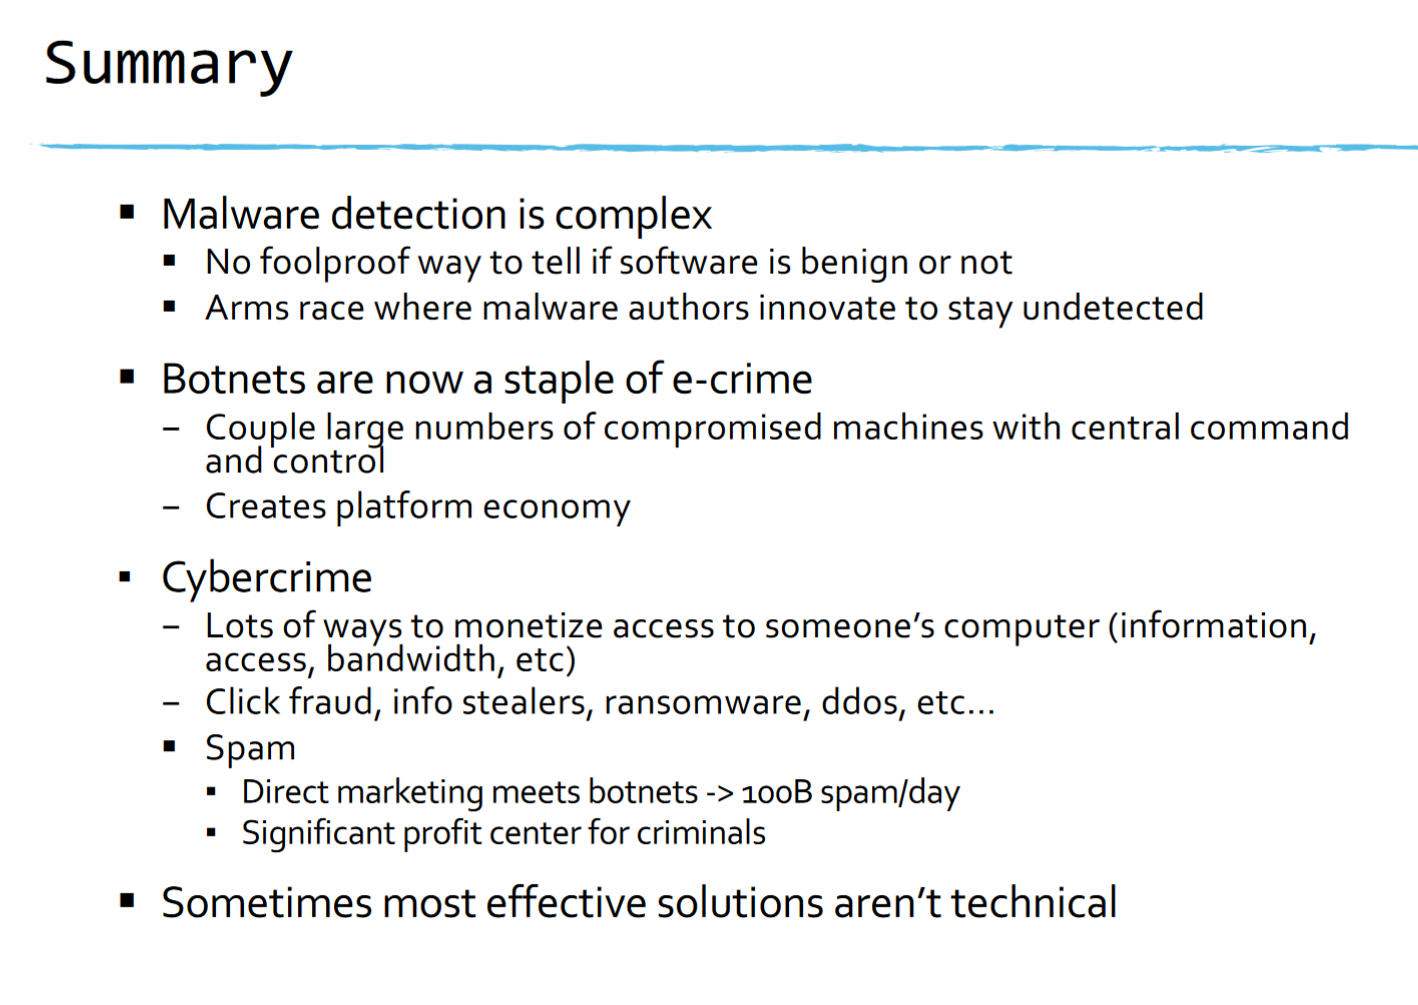 Summary
▪ Malware detection is complex
▪ No foolproof way to tell if software is benign or not
▪ Arms race where malware authors innovate to stay undetected
▪ Botnets are now a staple of e-crime
– Couple large numbers of compromised machines with central command
and control
– Creates platform economy
▪ Cybercrime
– Lots of ways to monetize access to someone’s computer (information,
access, bandwidth, etc)
– Click fraud, info stealers, ransomware, ddos, etc…
▪ Spam
▪ Direct marketing meets botnets -> 100B spam/day
▪ Significant profit center for criminals
▪ Sometimes most effective solutions aren’t technical